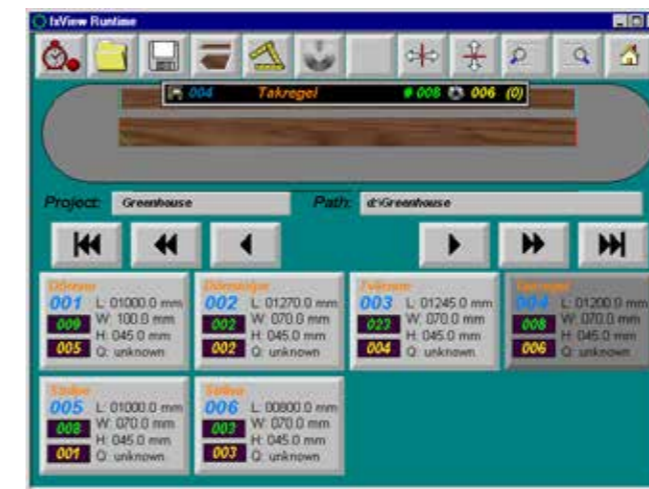 fxView Runtime
004 Takregel # 008 006 (0)
Project: Greenhouse Path: d:\Greenhouse
001 L: 01000.0 mm
009 W: 100.0 mm
H: 045.0 mm
005 Q: unknown
002 L: 01270.0 mm
002 W: 070.0 mm
H: 045.0 mm
002 Q: unknown
003 L: 01245.0 mm
023 W: 070.0 mm
H: 045.0 mm
004 Q: unknown
Takregel
004 L: 01200.0 mm
008 W: 070.0 mm
H: 045.0 mm
006 Q: unknown
005 L: 01000.0 mm
008 W: 070.0 mm
H: 045.0 mm
001 Q: unknown
006 L: 00800.0 mm
003 W: 070.0 mm
H: 045.0 mm
003 Q: unknown